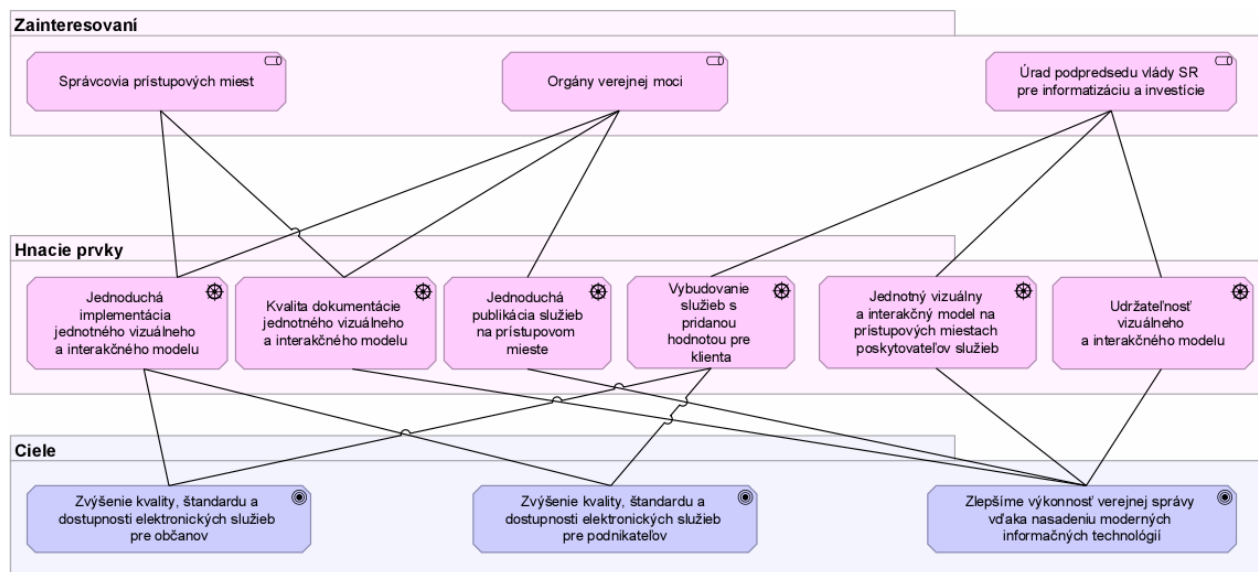 Zainteresovaní
Správcovia prístupových miest
Orgány verejnej moci
Úrad podpredsedu vlády SR
pre informatizáciu a investície
Hnacie prvky
Jednoduchá
implementácia
jednotného vizuálneho
a interakčného modelu
Kvalita dokumentácie
jednotného vizuálneho
a interakčného modelu
Jednoduchá
publikácia služieb
na prístupovom
mieste
Vybudovanie
služieb s
pridanou
hodnotou pre
klienta
Jednotný vizuálny
a interakčný model na
prístupových miestach
poskytovateľov služieb
Udržateľnosť
vizuálneho
a interakčného modelu
Ciele
Zvýšenie kvality, štandardu a
dostupnosti elektronických služieb
pre občanov
Zvýšenie kvality, štandardu a
dostupnosti elektronických služieb
pre podnikateľov
Zlepšíme výkonnosť verejnej správy
vďaka nasadeniu moderných
informačných technológií